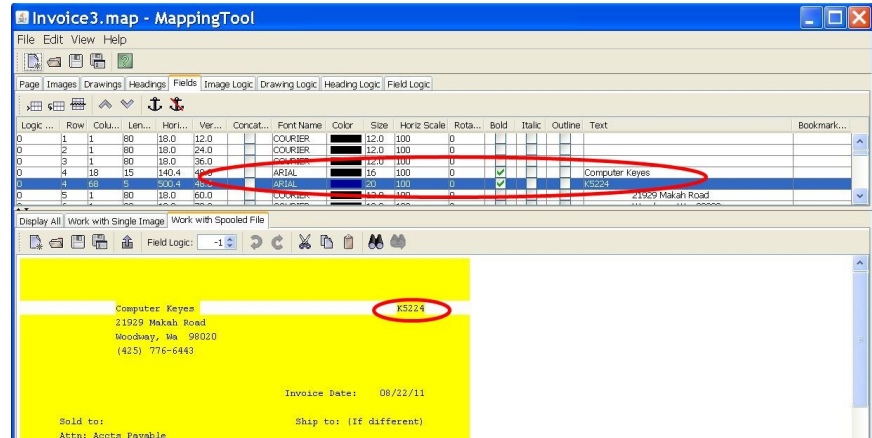 Invoice3.map - MappingTool
File Edit View Help
Page Images Drawings Headings Fields Image Logic Drawing Logic Heading Logic Field Logic
Logic ... Row Colu... Len... Hori... Ver... Concat... Font Name Color Size Horiz Scale Rota... Bold Italic Outline Text Bookmark...
0 1 1 80 18.0 12.0 COURIER 12.0 100 0
0 2 1 80 18.0 24.0 COURIER 12.0 100 0
0 3 1 80 18.0 36.0 COURIER 12.0 100 0
0 4 18 15 140.4 48.0 ARIAL 16 100 0 Computer Keyes
0 4 68 5 500.4 48.0 ARIAL 20 100 0 K5224
0 5 1 80 18.0 60.0 COURIER 12.0 100 0 21929 Makah Road
Display All Work with Single Image Work with Spooled File
Field Logic: -1
Computer Keyes K5224
21929 Makah Road
Woodway, Wa 98020
(425) 776-6443
Invoice Date: 08/22/11
Sold to: Ship to: (If different)
Attn: Accts Payable